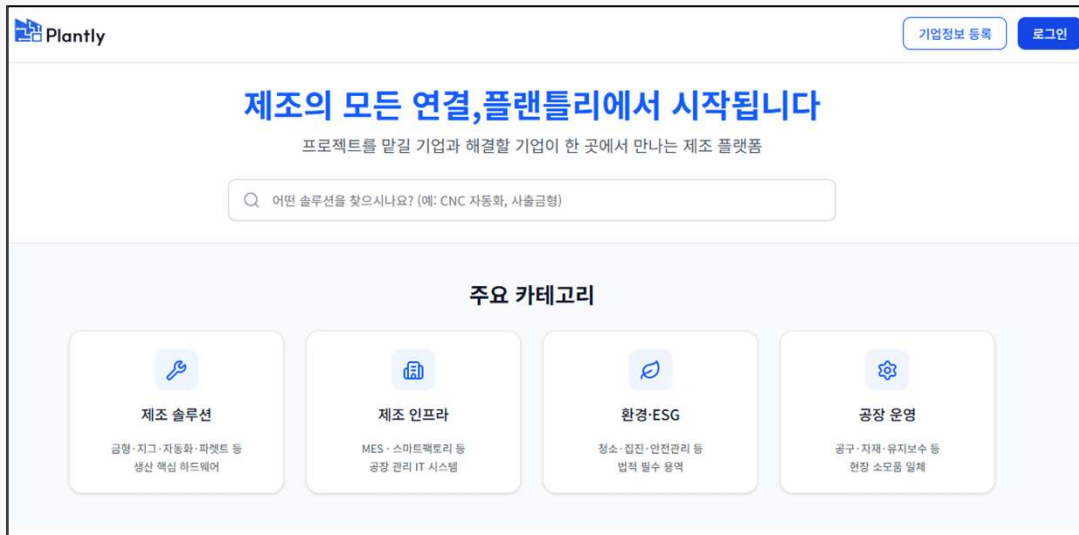 Plantly
기업정보 등록
로그인
제조의 모든 연결,플랜틀리에서 시작됩니다
프로젝트를 맡길 기업과 해결할 기업이 한 곳에서 만나는 제조 플랫폼
어떤 솔루션을 찾으시나요? (예: CNC 자동화, 사출금형)
주요 카테고리
제조 솔루션
금형·지그·자동화·파렛트 등
생산 핵심 하드웨어
제조 인프라
MES · 스마트팩토리 등
공장 관리 IT 시스템
환경·ESG
청소·집진·안전관리 등
법적 필수 용역
공장 운영
공구·자재·유지보수 등
현장 소모품 일체